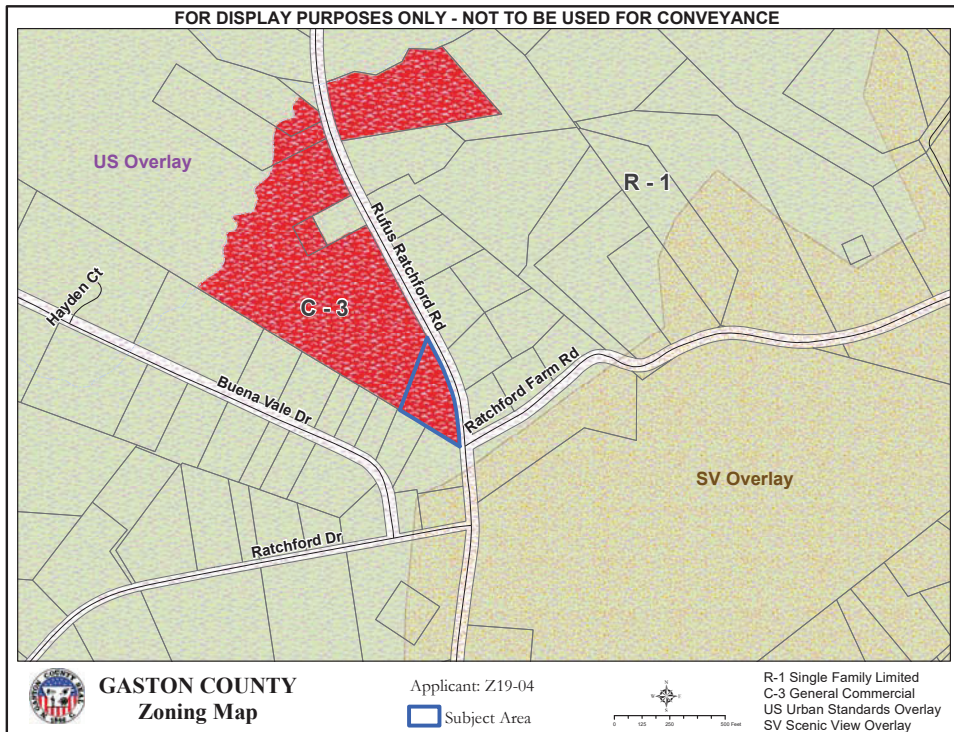 FOR DISPLAY PURPOSES ONLY - NOT TO BE USED FOR CONVEYANCE
US Overlay
R - 1
Rufus Ratchford Rd
Hayden Ct
C - 3
Buena Vale Dr
Ratchford Farm Rd
SV Overlay
Ratchford Dr
GASTON COUNTY
Zoning Map
Applicant: Z19-04
Subject Area
N
W
E
S
0 125 250 500 Feet
R-1 Single Family Limited
C-3 General Commercial
US Urban Standards Overlay
SV Scenic View Overlay
GASTON COUNTY SEAL